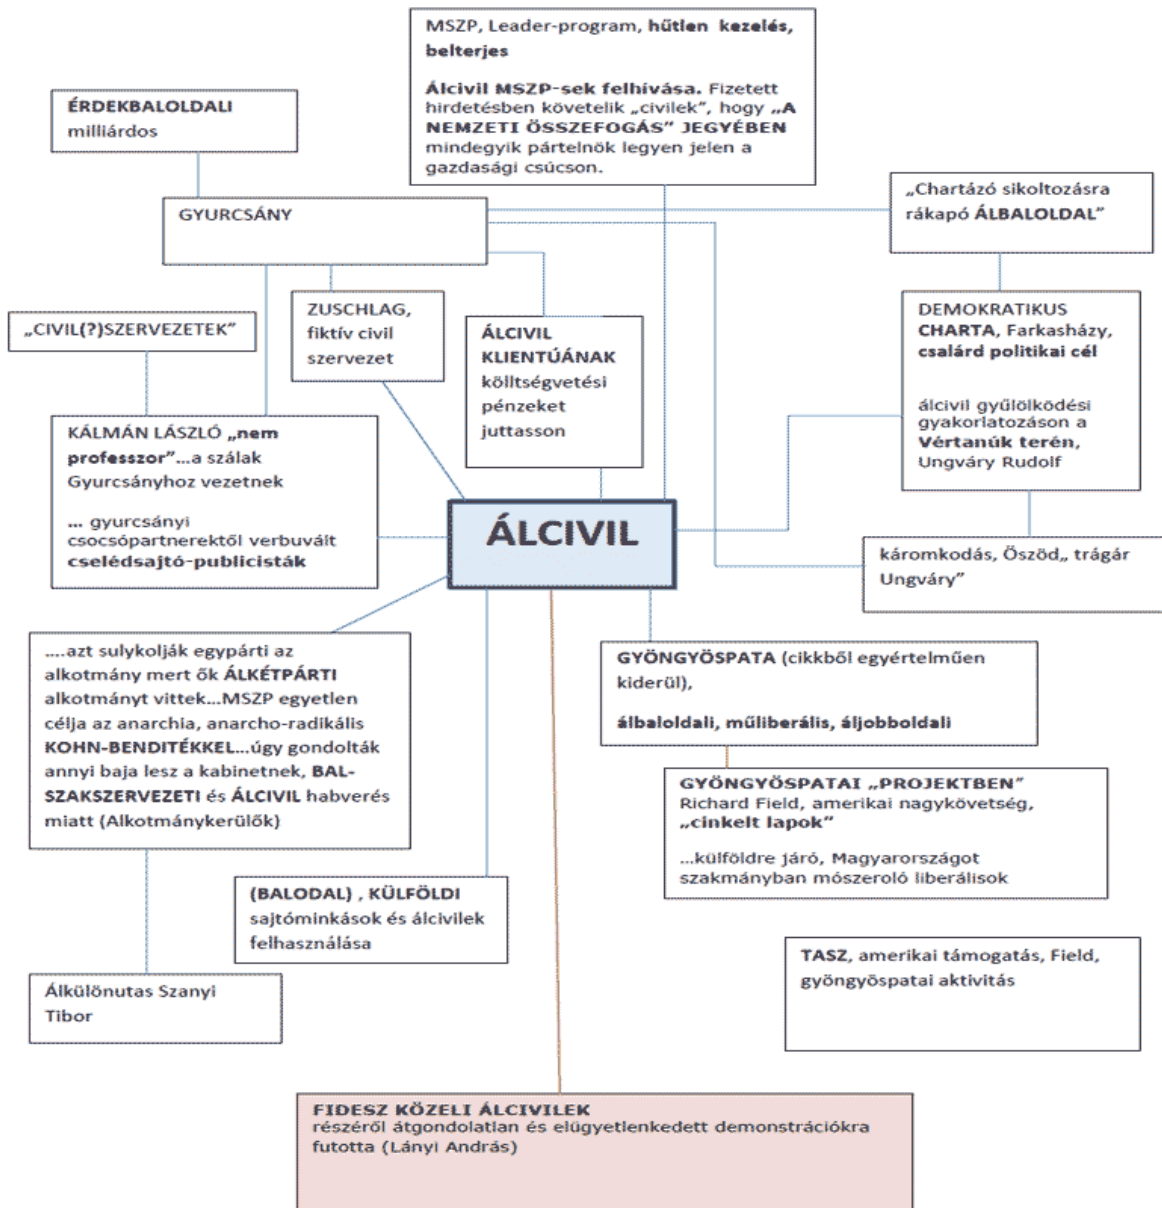 MSZP, Leader-program, hűtlen kezelés,
belterjes
Álcivil MSZP-sek felhívása. Fizetett
hirdetésben követelik „civilek”, hogy „A
NEMZETI ÖSSZEFOGÁS” JEGYÉBEN
mindegyik pártelnök legyen jelen a
gazdasági csúcson.
ÉRDEKBALOLDALI
milliárdos
GYURCSÁNY
„Chartázó sikoltozásra
rákapó ÁLBALOLDAL”
„CIVIL(?)SZERVEZETEK”
ZUSCHLAG,
fiktív civil
szervezet
ÁLCIVIL
KLIENTÚÁNAK
kölltségvetési
pénzeket
juttasson
DEMOKRATIKUS
CHARTA, Farkasházy,
csalárd politikai cél
álcivil gyűlölködési
gyakorlatozáson a
Vértanúk terén,
Ungváry Rudolf
KÁLMÁN LÁSZLÓ „nem
professzor”...a szálak
Gyurcsányhoz vezetnek
... gyurcsányi
csocsópartnerektől verbuvált
cselédsajtó-publicisták
ÁLCIVIL
káromkodás, Öszöd„ trágár
Ungváry”
....azt sulykolják egypárti az
alkotmány mert ők ÁLKÉTPÁRTI
alkotmányt vittek...MSZP egyetlen
célja az anarchia, anarcho-radikális
KOHN-BENDITÉKKEL...úgy gondolták
annyi baja lesz a kabinetnek, BAL-
SZAKSZERVEZETI és ÁLCIVIL habverés
miatt (Alkotmánykerülők)
GYÖNGYÖSPATA (cikkből egyértelműen
kiderül),
álbaloldali, műliberális, áljobboldali
GYÖNGYÖSPATAI „PROJEKTBEN”
Richard Field, amerikai nagykövetség,
„cinkelt lapok”
...külföldre járó, Magyarországot
szakmányban mószeroló liberálisok
(BALODAL) , KÜLFÖLDI
sajtóminkások és álcivilek
felhasználása
TASZ, amerikai támogatás, Field,
gyöngyöspatai aktivitás
Álkülönutas Szanyi
Tibor
FIDESZ KÖZELI ÁLCIVILEK
részéről átgondolatlan és elügyetlenkedett demonstrációkra
futotta (Lányi András)